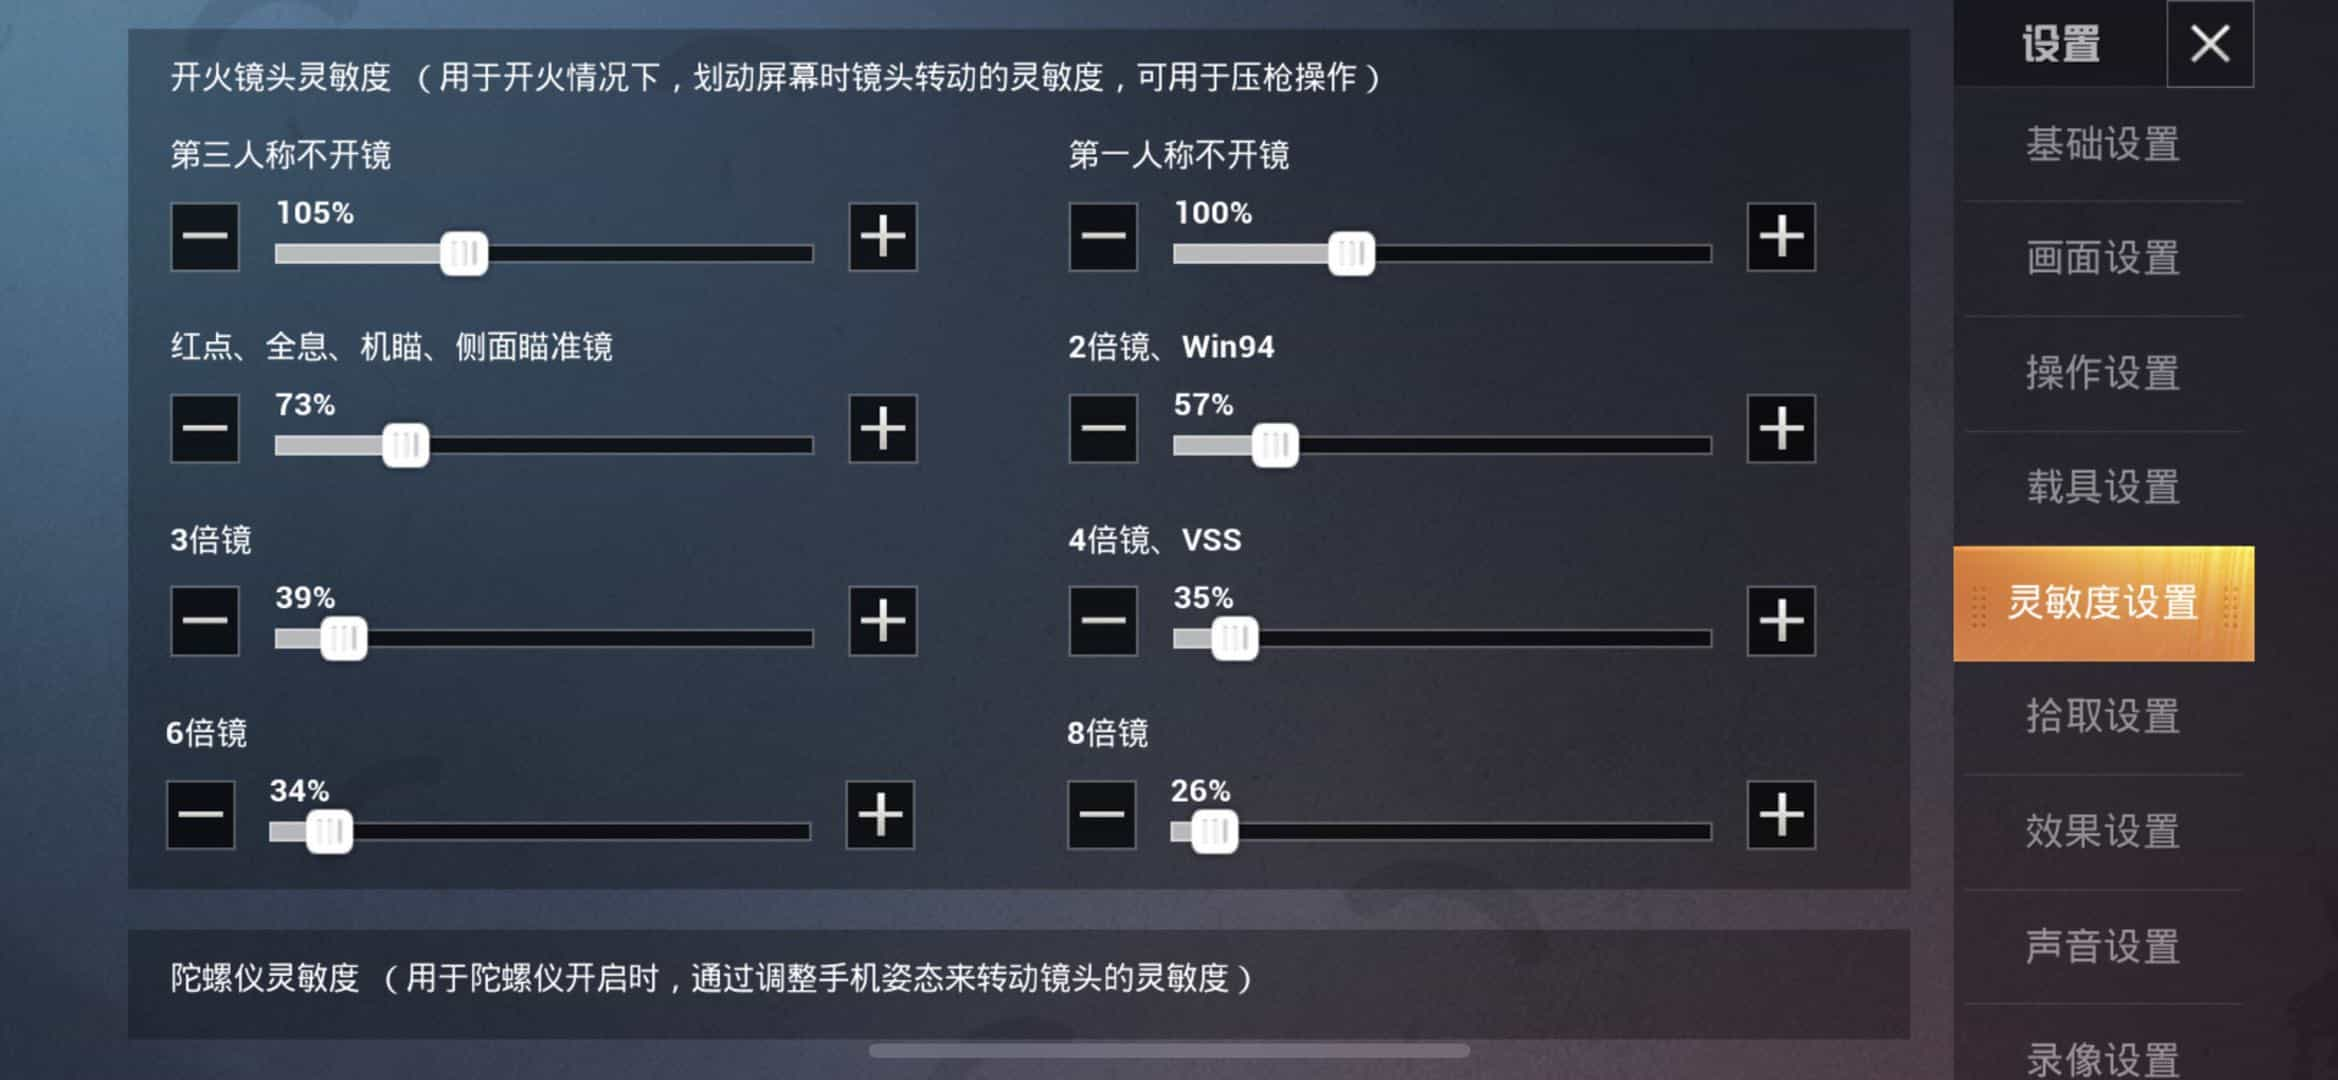 设置
开火镜头灵敏度 （用于开火情况下，划动屏幕时镜头转动的灵敏度，可用于压枪操作）
第三人称不开镜
105%
第一人称不开镜
100%
红点、全息、机瞄、侧面瞄准镜
73%
2倍镜、Win94
57%
3倍镜
39%
4倍镜、VSS
35%
6倍镜
34%
8倍镜
26%
陀螺仪灵敏度 （用于陀螺仪开启时，通过调整手机姿态来转动镜头的灵敏度）
基础设置
画面设置
操作设置
载具设置
灵敏度设置
拾取设置
效果设置
声音设置
录像设置